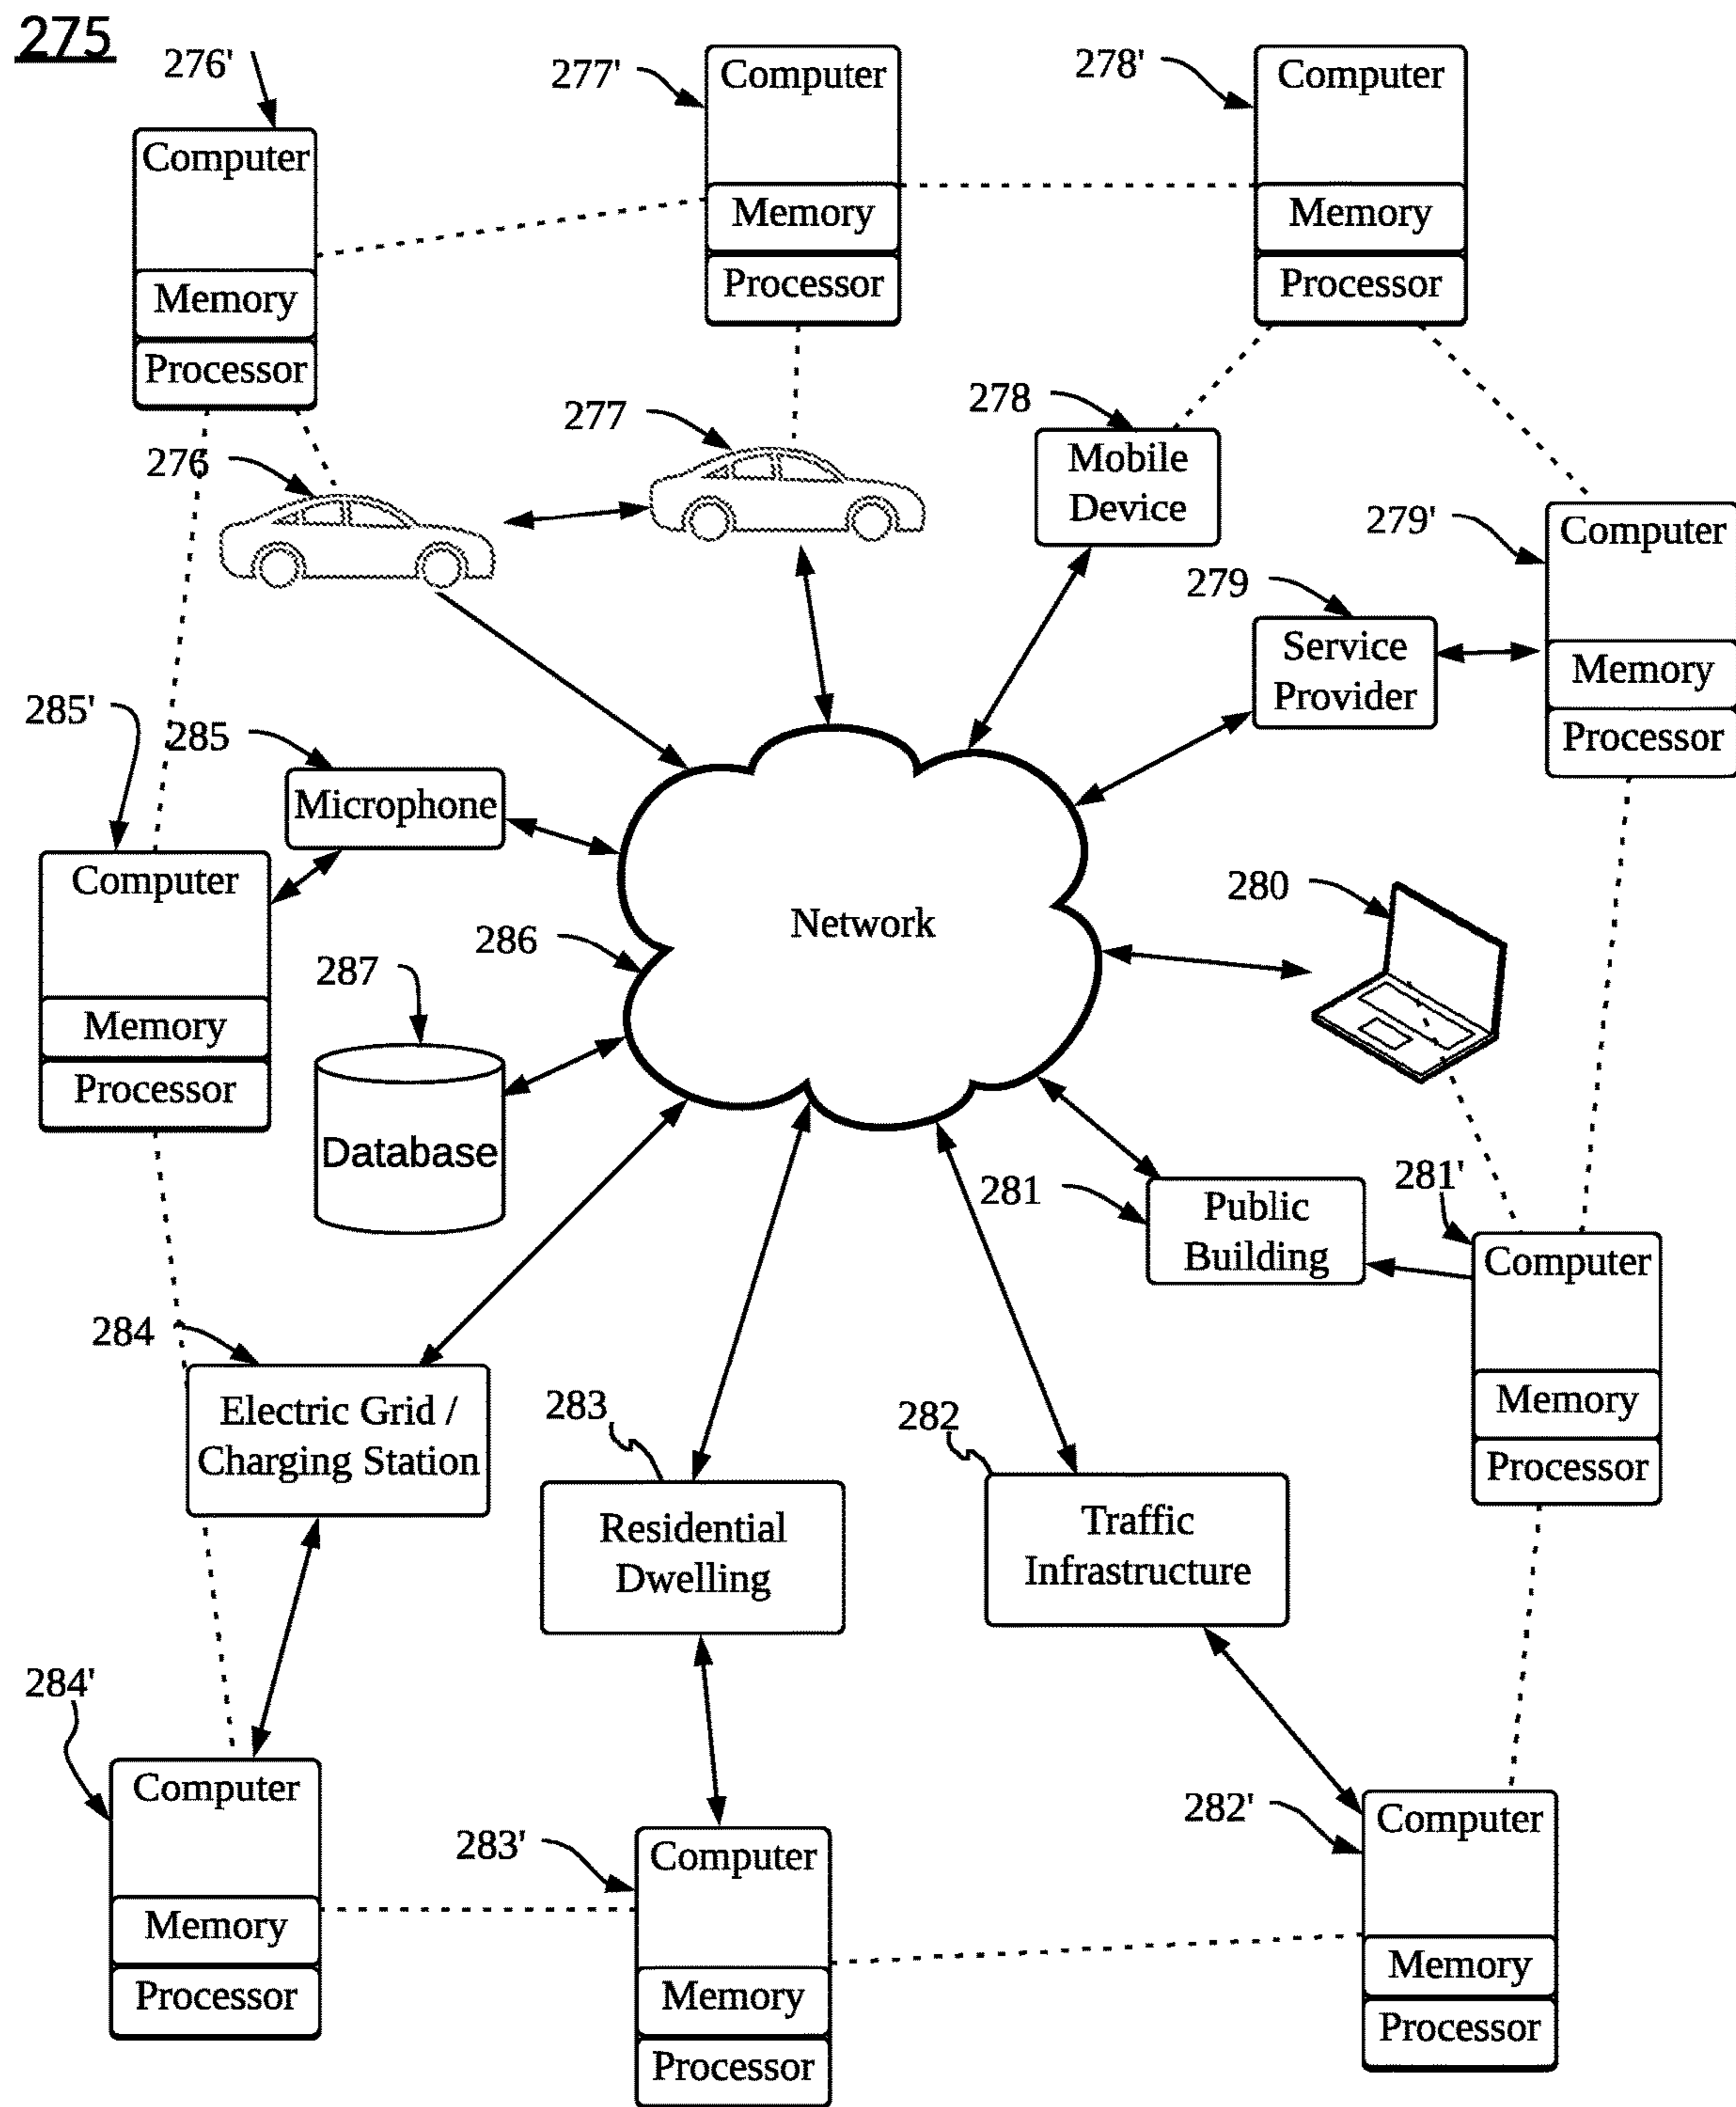 275
276'
277'
Computer
278'
Computer
Computer
Memory
Memory
Memory
Processor
Processor
Processor
277
278
Mobile
Device
276
279'
Computer
279
Service
Provider
Memory
Processor
285'
285
Microphone
Computer
280
Network
286
287
Memory
Processor
Database
281
Public
Building
281'
Computer
284
Electric Grid /
Charging Station
283
282
Memory
Processor
Residential
Dwelling
Traffic
Infrastructure
284'
Computer
283'
Computer
282'
Computer
Memory
Processor
Memory
Processor
Memory
Processor